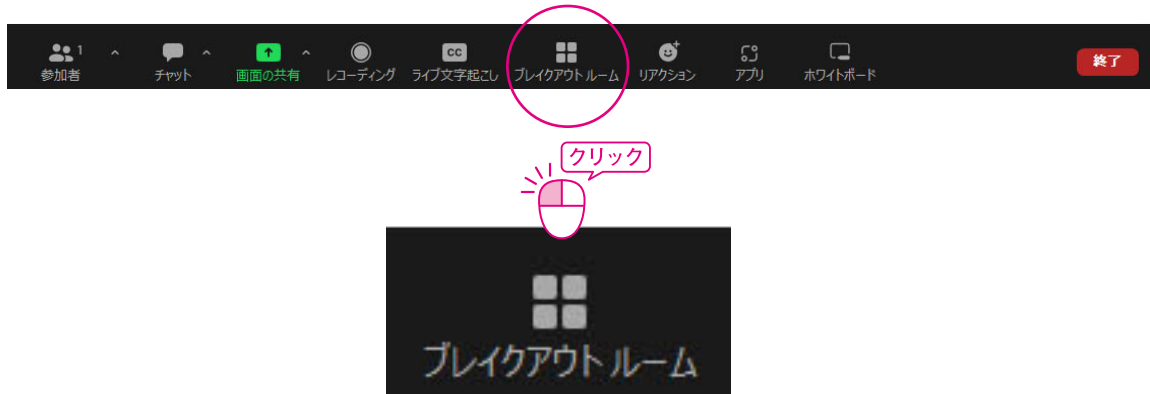 1
参加者
チャット
画面の共有
レコーディング
CC
ライブ文字起こし
ブレイクアウト ルーム
リアクション
アプリ
ホワイトボード
終了
クリック
ブレイクアウト ルーム